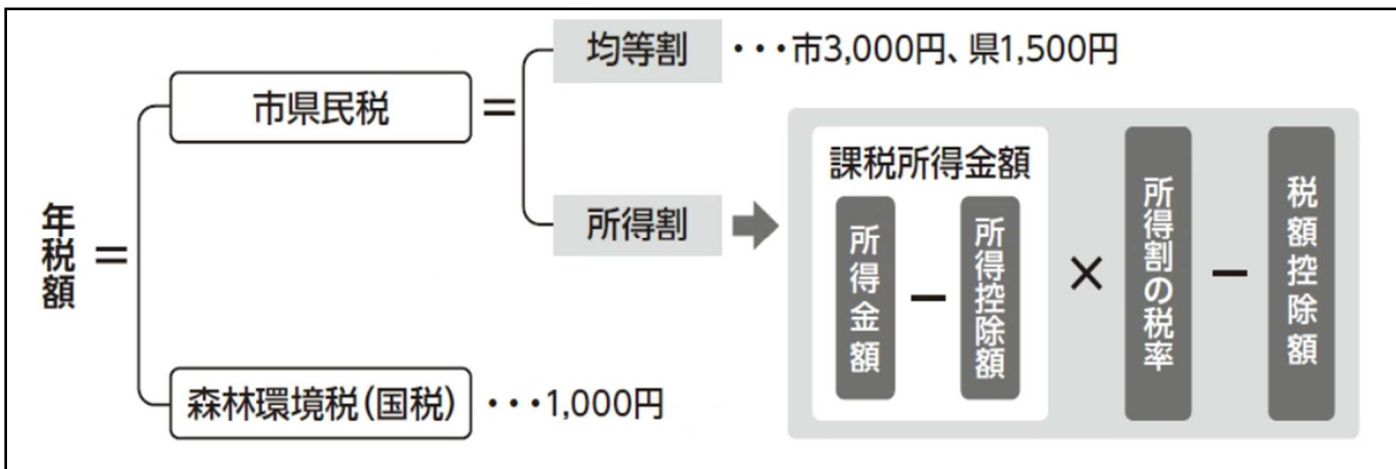 年税額
=
市県民税
=
均等割
・・・市3,000円、県1,500円
所得割
課税所得金額
所得金額
−
所得控除額
×
所得割の税率
−
税額控除額
森林環境税(国税)
・・・1,000円